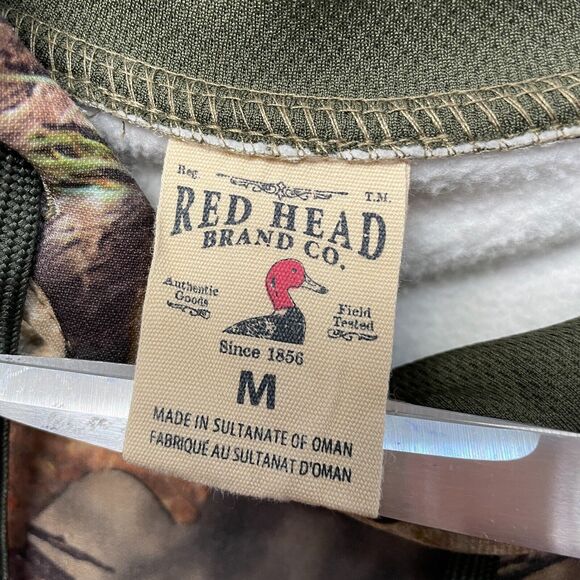 Reg. T.M.
RED HEAD
BRAND CO.
Authentic
Goods
Field
Tested
Since 1856
M
MADE IN SULTANATE OF OMAN
FABRIQUÉ AU SULTANAT D'OMAN